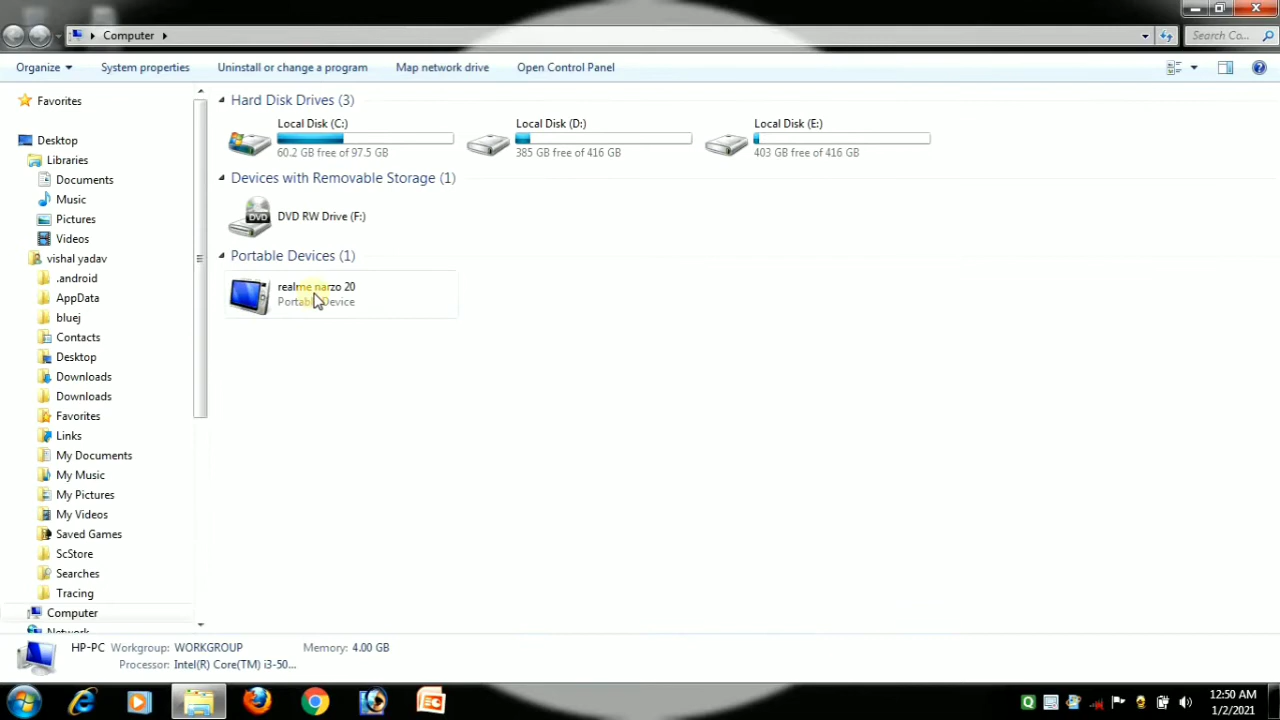 Computer
Search Co...
Organize
System properties
Uninstall or change a program
Map network drive
Open Control Panel
Favorites
Desktop
Libraries
Documents
Music
Pictures
Videos
vishal yadav
.android
AppData
bluej
Contacts
Desktop
Downloads
Downloads
Favorites
Links
My Documents
My Music
My Pictures
My Videos
Saved Games
ScStore
Searches
Tracing
Computer
Network
Hard Disk Drives (3)
Local Disk (C:)
60.2 GB free of 97.5 GB
Local Disk (D:)
385 GB free of 416 GB
Local Disk (E:)
403 GB free of 416 GB
Devices with Removable Storage (1)
DVD
DVD RW Drive (F:)
Portable Devices (1)
realme narzo 20
Portable Device
HP-PC Workgroup: WORKGROUP Memory: 4.00 GB
Processor: Intel(R) Core(TM) i3-50...
12:50 AM
1/2/2021